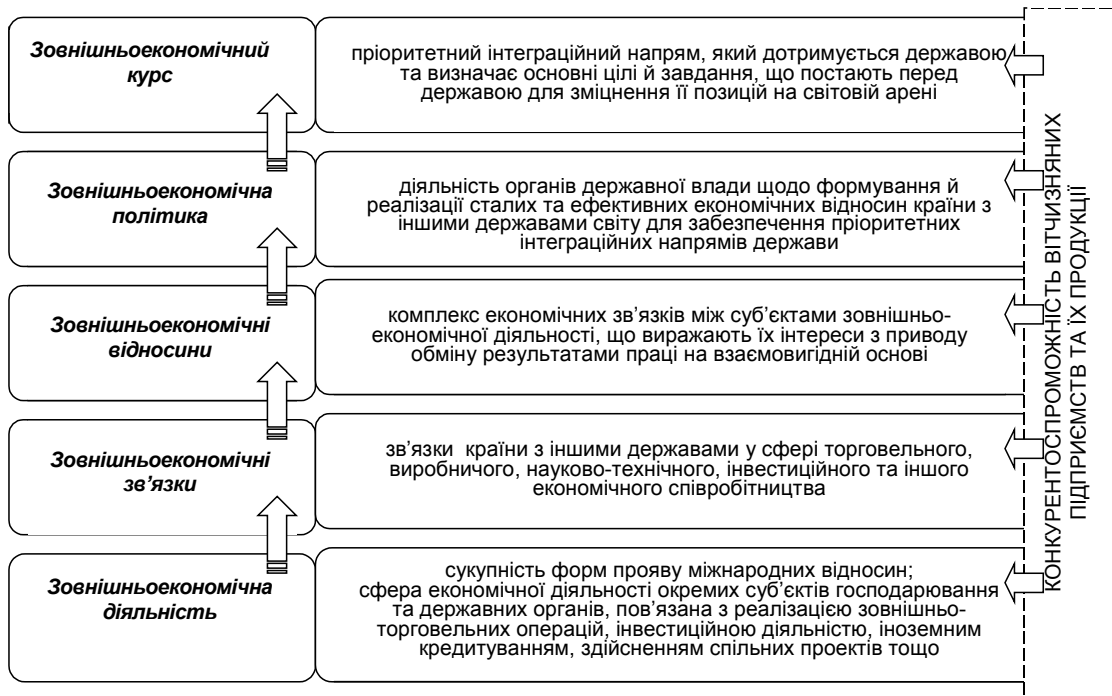 Зовнішньоекономічний
курс
пріоритетний інтеграційний напрям, який дотримується державою
та визначає основні цілі й завдання, що постають перед
державою для зміцнення її позицій на світовій арені
Зовнішньоекономічна
політика
діяльність органів державної влади щодо формування й
реалізації сталих та ефективних економічних відносин країни з
іншими державами світу для забезпечення пріоритетних
інтеграційних напрямів держави
Зовнішньоекономічні
відносини
комплекс економічних зв’язків між суб’єктами зовнішньо-
економічної діяльності, що виражають їх інтереси з приводу
обміну результатами праці на взаємовигідній основі
Зовнішньоекономічні
зв’язки
зв’язки країни з іншими державами у сфері торговельного,
виробничого, науково-технічного, інвестиційного та іншого
економічного співробітництва
Зовнішньоекономічна
діяльність
сукупність форм прояву міжнародних відносин;
сфера економічної діяльності окремих суб’єктів господарювання
та державних органів, пов’язана з реалізацією зовнішньо-
торговельних операцій, інвестиційною діяльністю, іноземним
кредитуванням, здійсненням спільних проектів тощо
КОНКУРЕНТОСПРОМОЖНІСТЬ ВІТЧИЗНЯНИХ
ПІДПРИЄМСТВ ТА ЇХ ПРОДУКЦІЇ